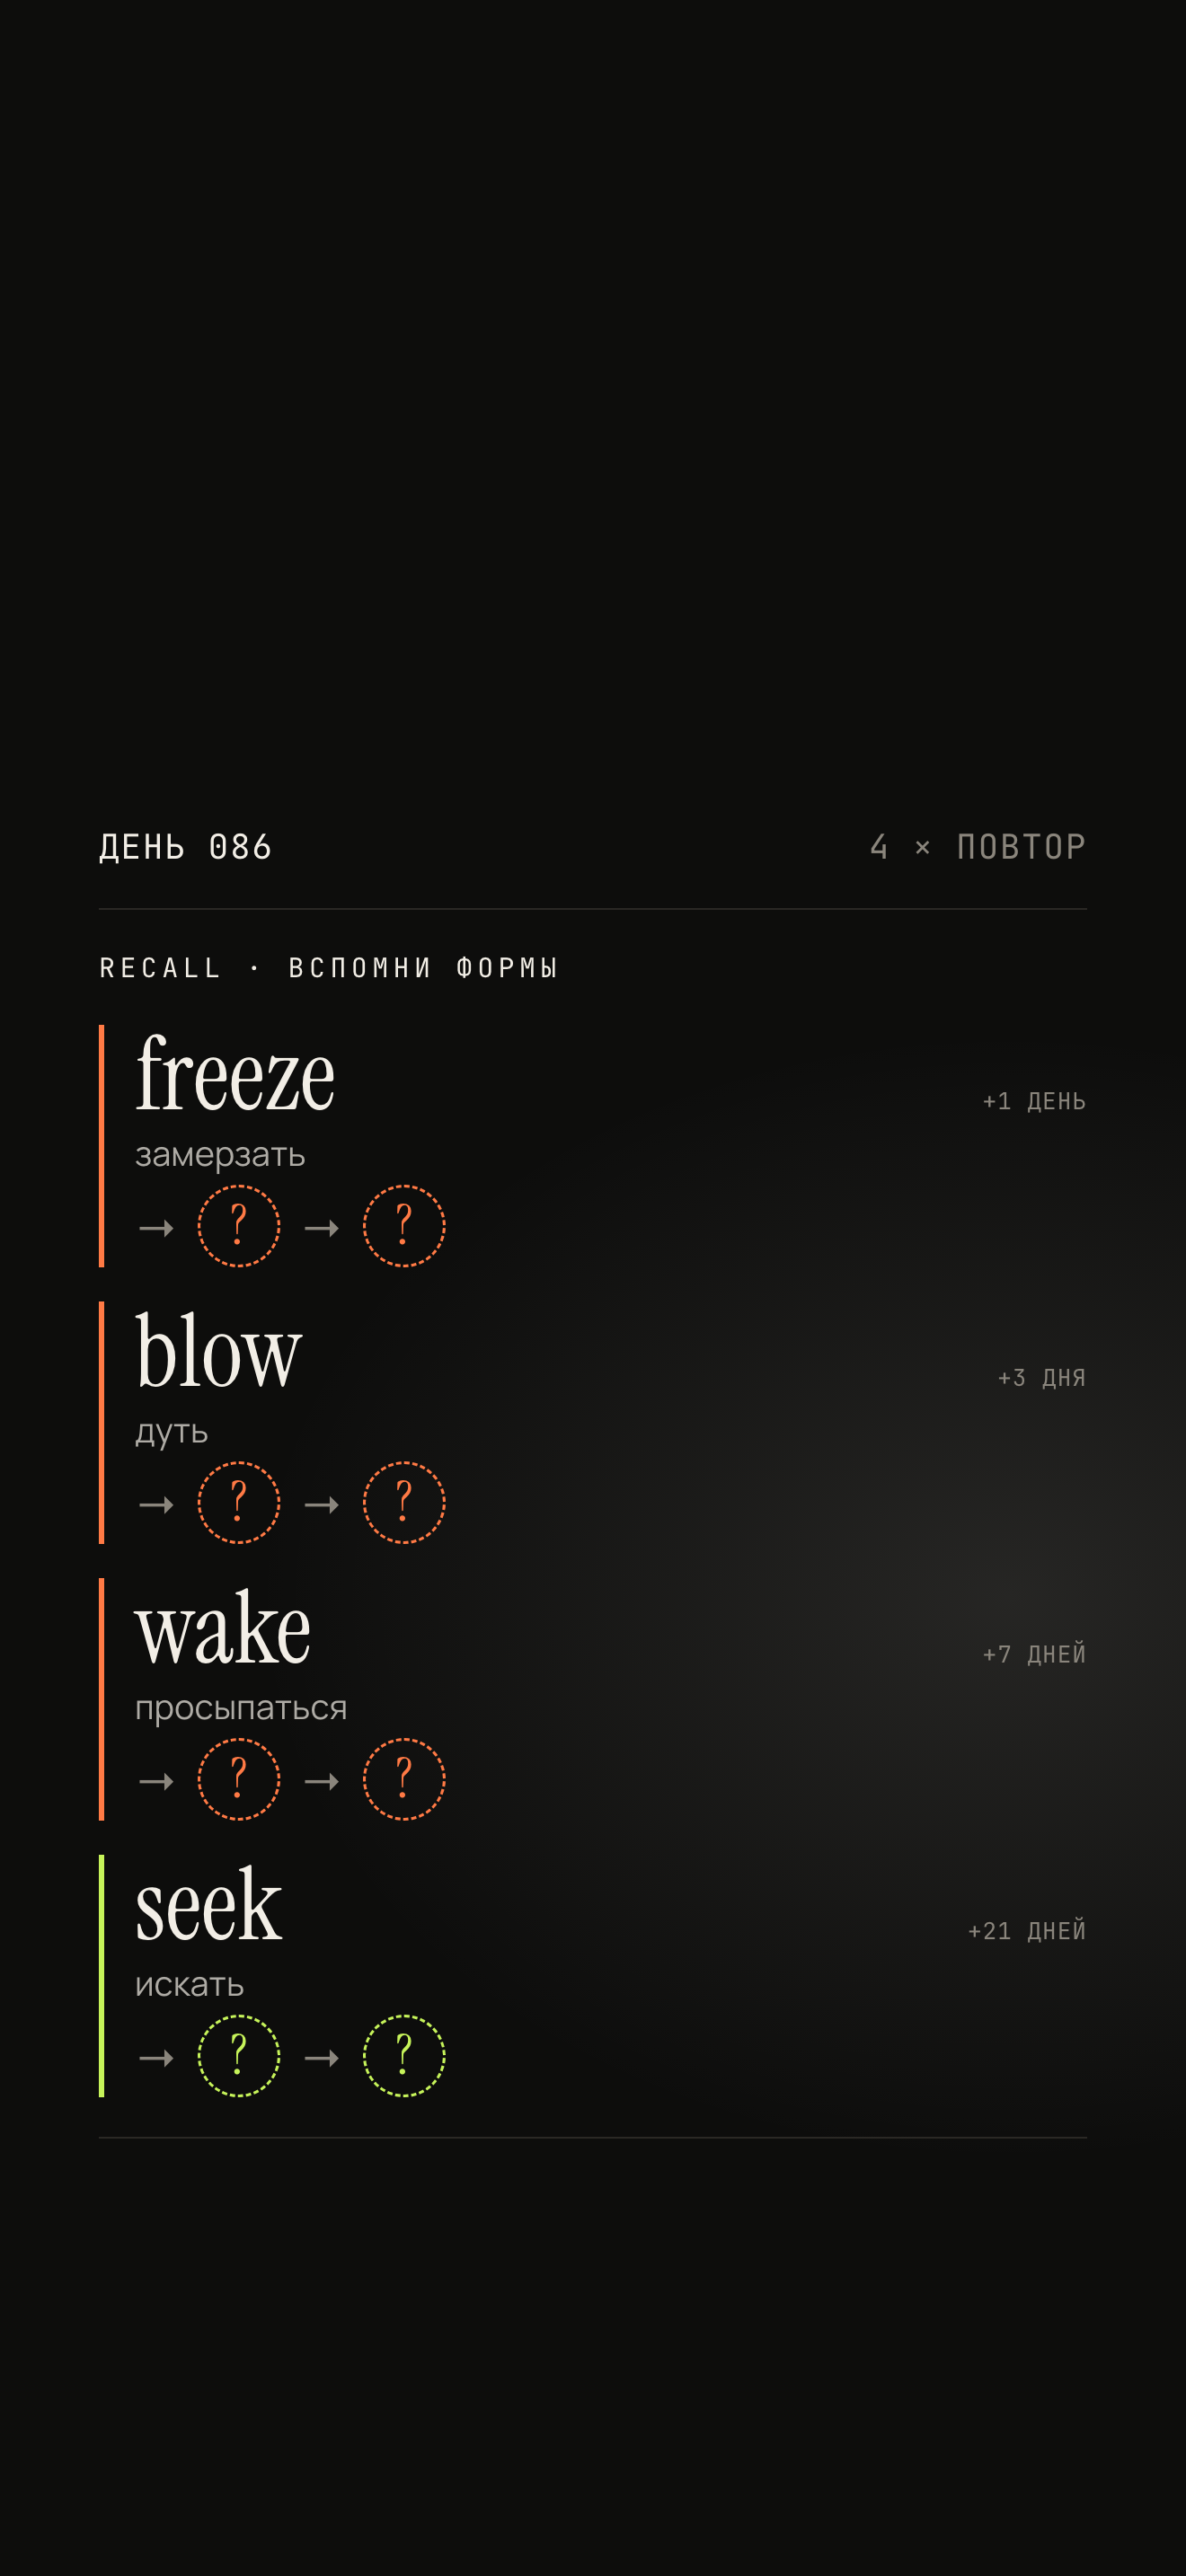 ДЕНЬ 086
4 × ПОВТОР
RECALL · ВСПОМНИ ФОРМЫ
freeze
+1 ДЕНЬ
замерзать
→ ? → ?
blow
+3 ДНЯ
дуть
→ ? → ?
wake
+7 ДНЕЙ
просыпаться
→ ? → ?
seek
+21 ДНЕЙ
искать
→ ? → ?